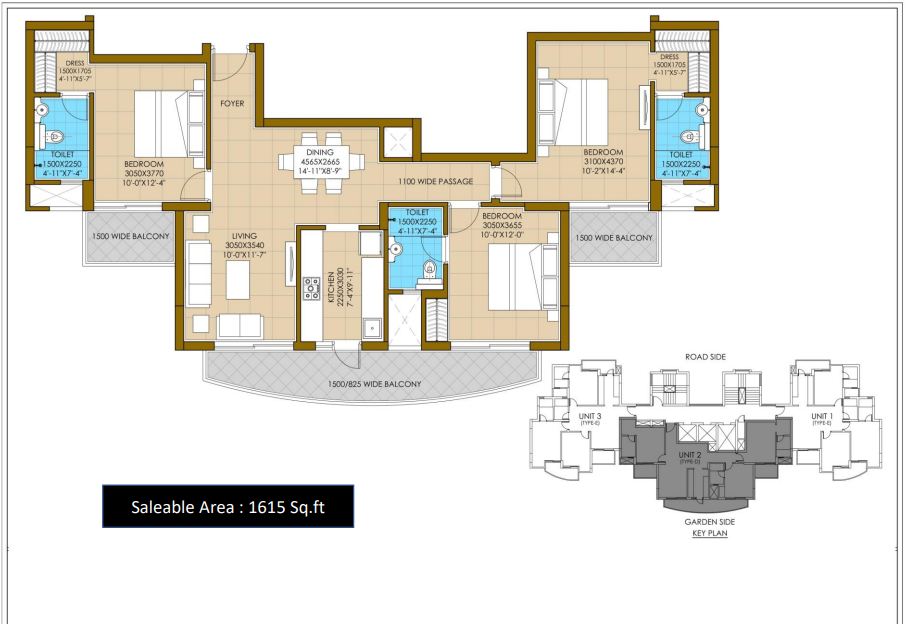 DRESS
1500X1705
4'-11"X5'-7"
FOYER
DRESS
1500X1705
4'-11"X5'-7"
TOILET
1500X2250
4'-11"X7'-4"
BEDROOM
3050X3770
10'-0"X12'-4"
DINING
4565X2665
14'-11"X8'-9"
BEDROOM
3100X4370
10'-2"X14'-4"
TOILET
1500X2250
4'-11"X7'-4"
1100 WIDE PASSAGE
1500 WIDE BALCONY
LIVING
3050X3540
10'-0"X11'-7"
TOILET
1500X2250
4'-11"X7'-4"
BEDROOM
3050X3655
10'-0"X12'-0"
1500 WIDE BALCONY
KITCHEN
2250X3030
7'-4"X9'-11"
1500/825 WIDE BALCONY
ROAD SIDE
UNIT 3
(TYPE-E)
UNIT 1
(TYPE-E)
UNIT 2
(TYPE-D)
GARDEN SIDE
KEY PLAN
Saleable Area : 1615 Sq.ft